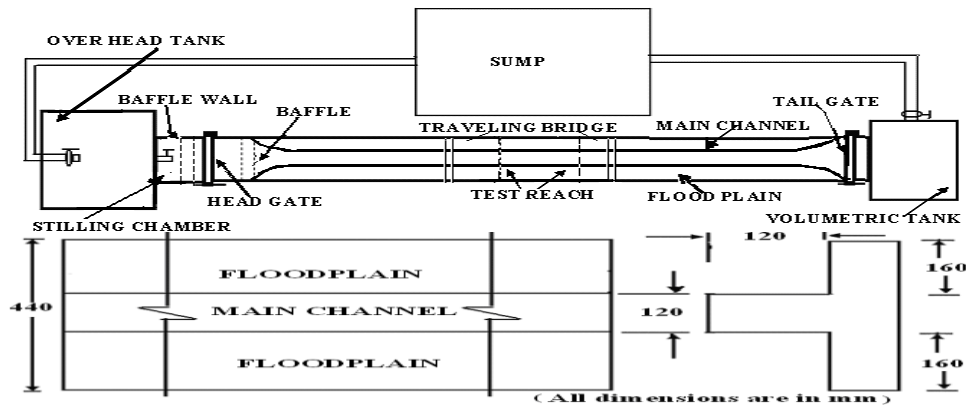 OVER HEAD TANK
SUMP
BAFFLE WALL
BAFFLE
TAIL GATE
TRAVELING BRIDGE
MAIN CHANNEL
HEAD GATE
TEST REACH
FLOOD PLAIN
STILLING CHAMBER
VOLUMETRIC TANK
120
FLOODPLAIN
160
440
MAIN CHANNEL
120
FLOODPLAIN
160
(All dimensions are in mm)